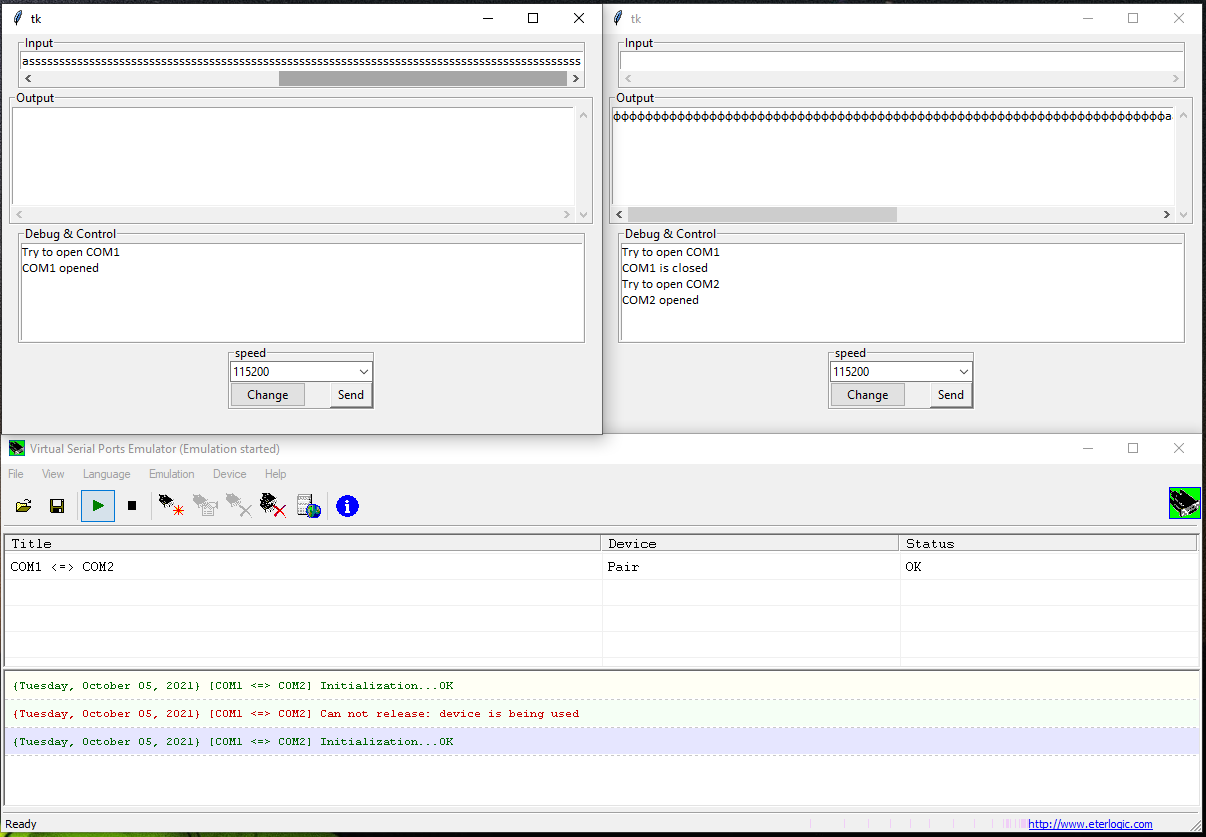 tk
Input
assssssssssssssssssssssssssssssssssssssssssssssssssssssssssssssssssssssssssssssssssssssssssss
Output
Debug & Control
Try to open COM1
COM1 opened
speed
115200
Change
Send
tk
Input
Output
фффффффффффффффффффффффффффффффффффффффффффффффффффффффффффффффффффффa
Debug & Control
Try to open COM1
COM1 is closed
Try to open COM2
COM2 opened
speed
115200
Change
Send
Virtual Serial Ports Emulator (Emulation started)
File View Language Emulation Device Help
Title Device Status
COM1 <=> COM2 Pair OK
{Tuesday, October 05, 2021} [COM1 <=> COM2] Initialization...OK
{Tuesday, October 05, 2021} [COM1 <=> COM2] Can not release: device is being used
{Tuesday, October 05, 2021} [COM1 <=> COM2] Initialization...OK
Ready
http://www.eterlogic.com